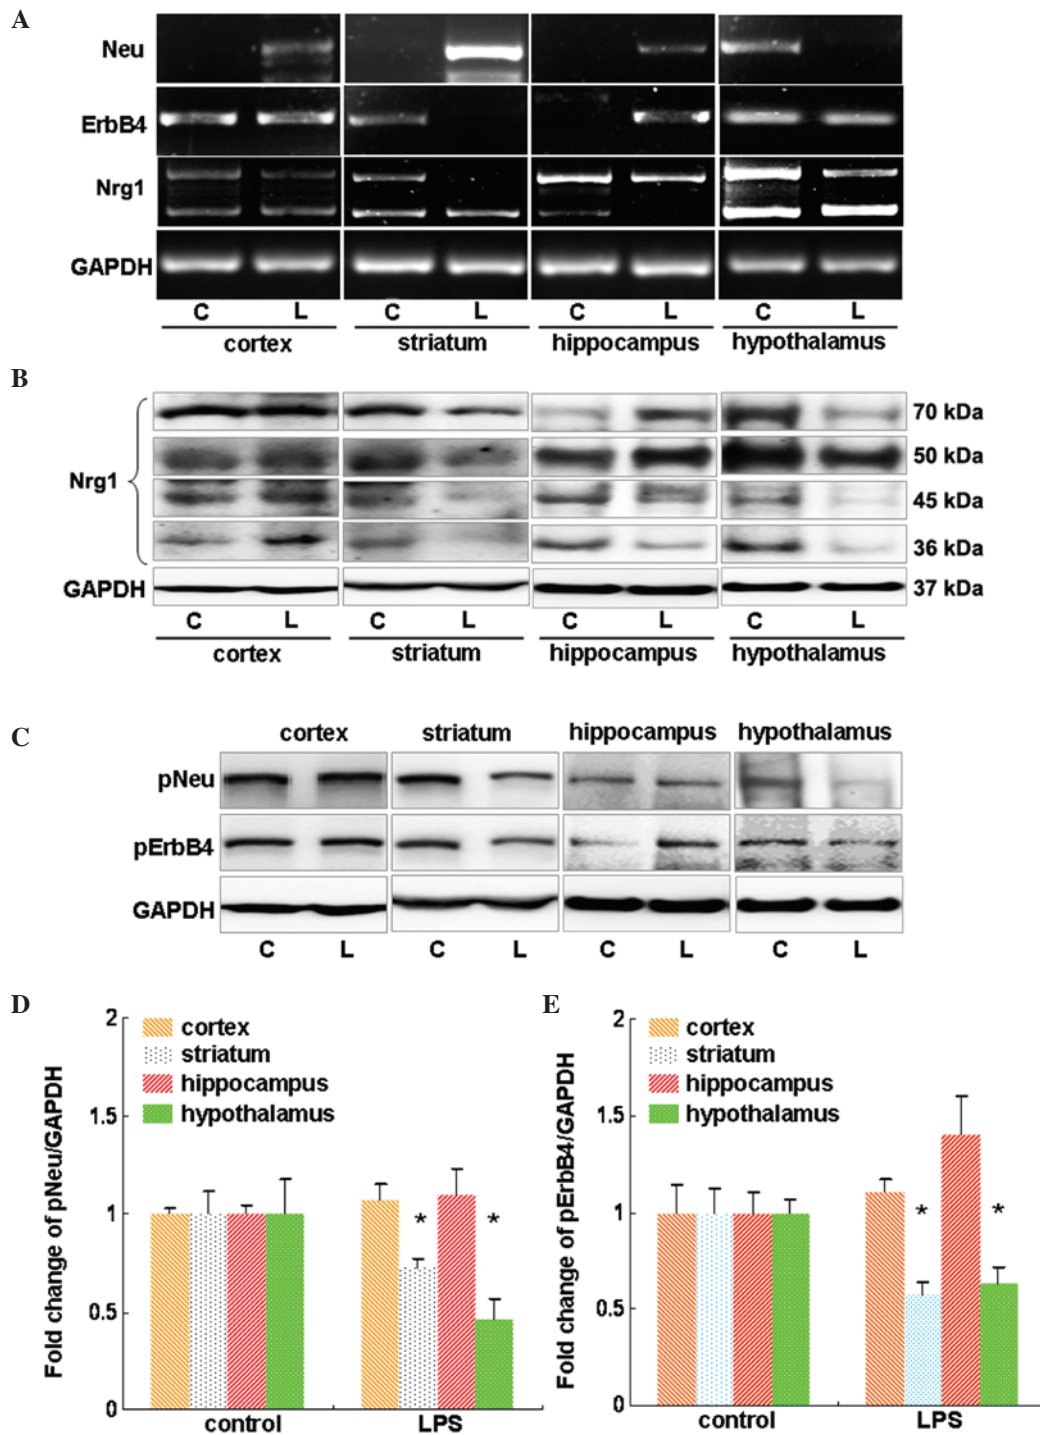 A
Neu
ErbB4
Nrg1
GAPDH
C L C L C L C L
cortex striatum hippocampus hypothalamus
B
Nrg1
70 kDa
50 kDa
45 kDa
36 kDa
GAPDH 37 kDa
C L C L C L C L
cortex striatum hippocampus hypothalamus
C
cortex striatum hippocampus hypothalamus
pNeu
pErbB4
GAPDH
C L C L C L C L
D
Fold change of pNeu/GAPDH
2
1.5
1
0.5
0
cortex
striatum
hippocampus
hypothalamus
* *
control LPS
E
Fold change of pErbB4/GAPDH
2
1.5
1
0.5
0
cortex
striatum
hippocampus
hypothalamus
* *
control LPS